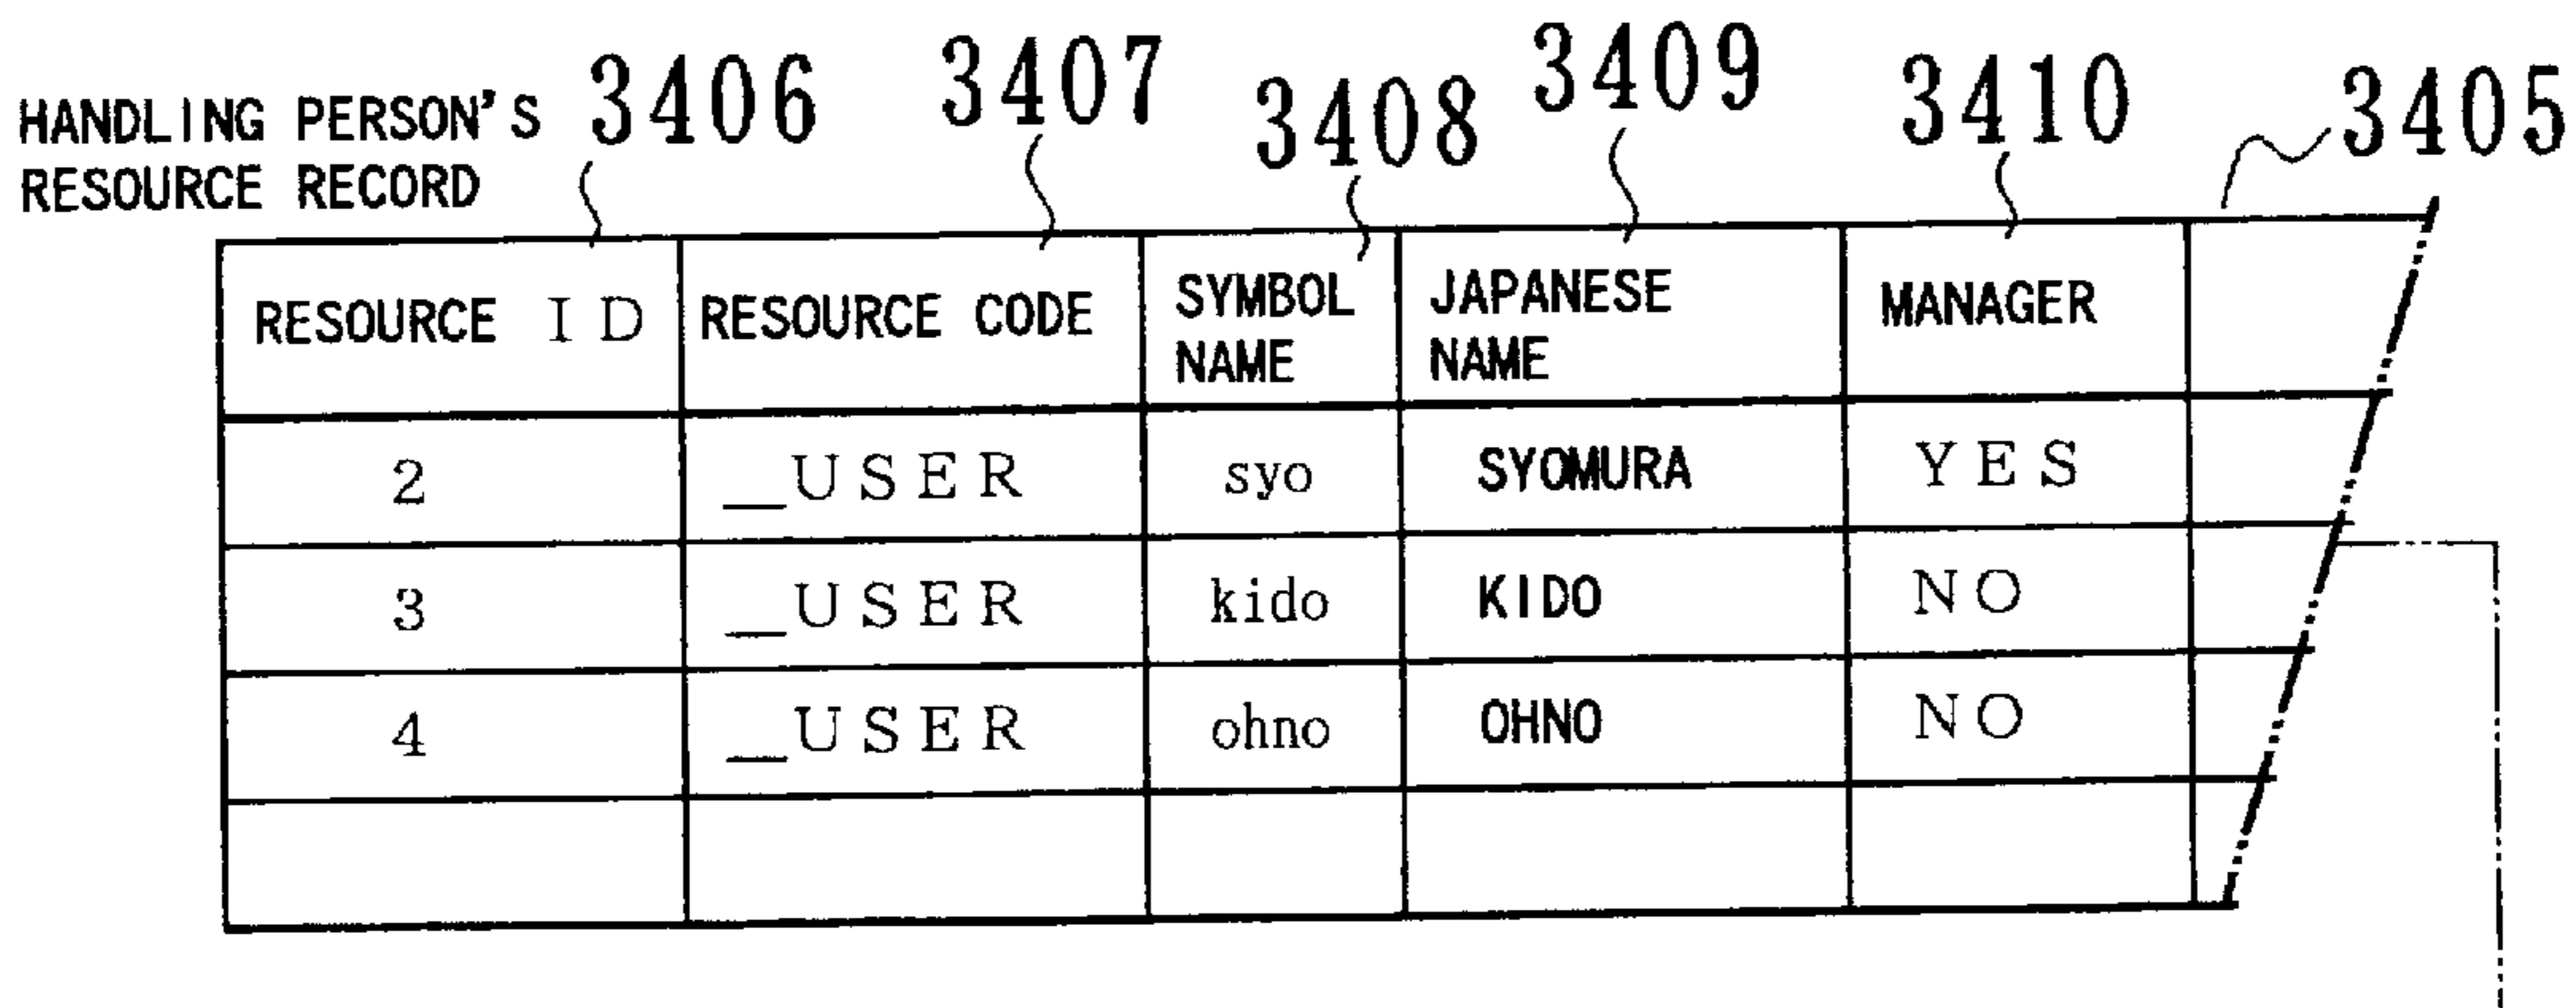 HANDLING PERSON'S 3406 3407 3408 3409 3410 3405
RESOURCE RECORD
RESOURCE ID RESOURCE CODE SYMBOL NAME JAPANESE NAME MANAGER
2 _USER syo SYOMURA YES
3 _USER kido KIDO NO
4 _USER ohno OHNO NO